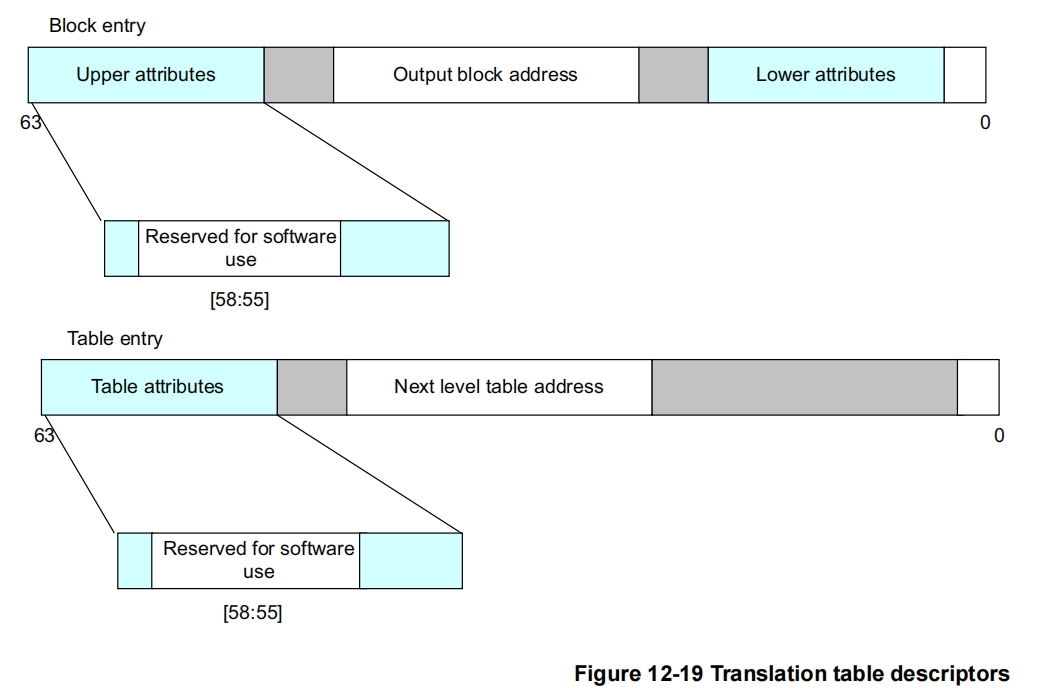 Block entry
Upper attributes
Output block address
Lower attributes
63
0
Reserved for software
use
[58:55]
Table entry
Table attributes
Next level table address
63
0
Reserved for software
use
[58:55]
Figure 12-19 Translation table descriptors